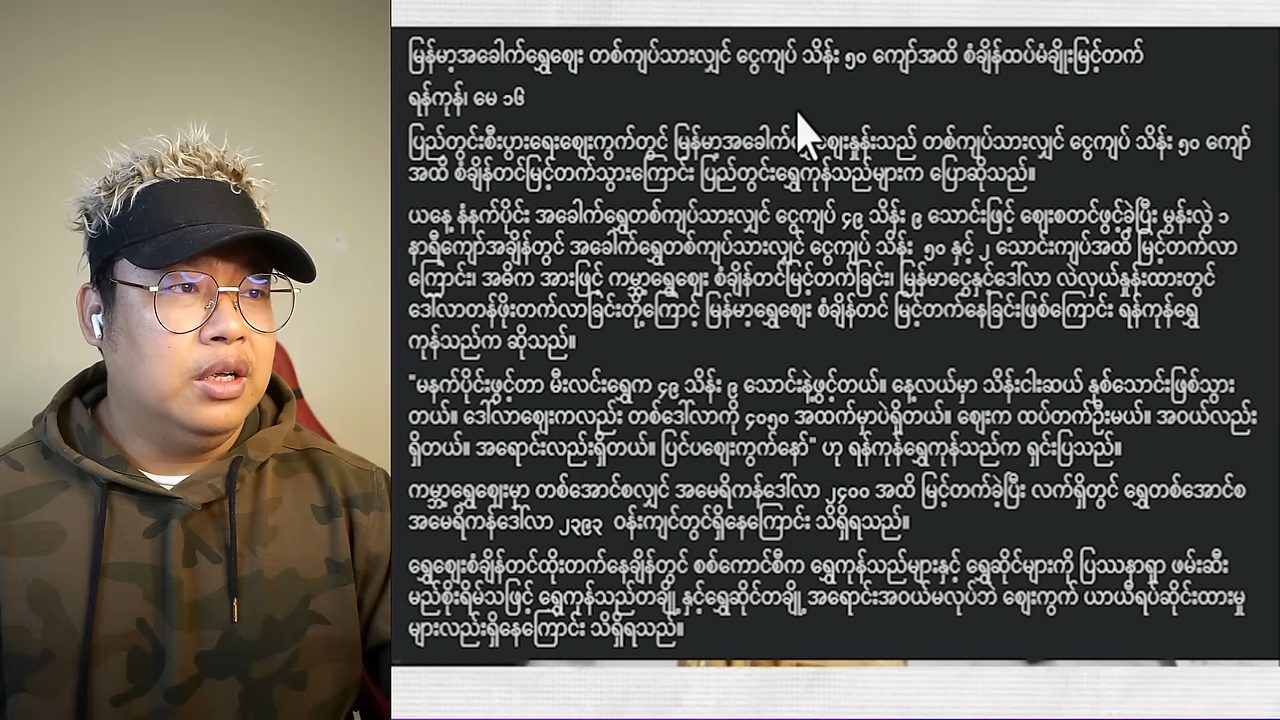 မြန်မာ့အခေါက်ရွှေဈေး တစ်ကျပ်သားလျှင် ငွေကျပ် သိန်း ၅၀ ကျော်အထိ စံချိန်ထပ်မံချိုးမြင့်တက်
ရန်ကုန်၊ မေ ၁၆
ပြည်တွင်းစီးပွားရေးဈေးကွက်တွင် မြန်မာ့အခေါက် ဈေးနှုန်းသည် တစ်ကျပ်သားလျှင် ငွေကျပ် သိန်း ၅၀ ကျော်
အထိ စံချိန်တင်မြင့်တက်သွားကြောင်း ပြည်တွင်းရွှေကုန်သည်များက ပြောဆိုသည်။
ယနေ့ နံနက်ပိုင်း အခေါက်ရွှေတစ်ကျပ်သားလျှင် ငွေကျပ် ၄၉ သိန်း ၉ သောင်းဖြင့် ဈေးစတင်ဖွင့်ခဲ့ပြီး မွန်းလွဲ ၁
နာရီကျော်အချိန်တွင် အခေါက်ရွှေတစ်ကျပ်သားလျှင် ငွေကျပ် သိန်း ၅၀ နှင့် ၂ သောင်းကျပ်အထိ မြင့်တက်လာ
ကြောင်း၊ အဓိက အားဖြင့် ကမ္ဘာ့ရွှေဈေး စံချိန်တင်မြင့်တက်ခြင်း၊ မြန်မာငွေနှင့်ဒေါ်လာ လဲလှယ်နှုန်းထားတွင်
ဒေါ်လာတန်ဖိုးတက်လာခြင်းတို့ကြောင့် မြန်မာ့ရွှေဈေး စံချိန်တင် မြင့်တက်နေခြင်းဖြစ်ကြောင်း ရန်ကုန်ရွှေ
ကုန်သည်က ဆိုသည်။
"မနက်ပိုင်းဖွင့်တာ မီးလင်းရွှေက ၄၉ သိန်း ၉ သောင်းနဲ့ဖွင့်တယ်။ နေ့လယ်မှာ သိန်းငါးဆယ် နှစ်သောင်းဖြစ်သွား
တယ်။ ဒေါ်လာဈေးကလည်း တစ်ဒေါ်လာကို ၄၀၅၀ အထက်မှာပဲရှိတယ်။ ဈေးက ထပ်တက်ဦးမယ်။ အဝယ်လည်း
ရှိတယ်။ အရောင်းလည်းရှိတယ်။ ပြင်ပဈေးကွက်နော်" ဟု ရန်ကုန်ရွှေကုန်သည်က ရှင်းပြသည်။
ကမ္ဘာ့ရွှေဈေးမှာ တစ်အောင်စလျှင် အမေရိကန်ဒေါ်လာ ၂၄၀၀ အထိ မြင့်တက်ခဲ့ပြီး လက်ရှိတွင် ရွှေတစ်အောင်စ
အမေရိကန်ဒေါ်လာ ၂၃၉၃ ဝန်းကျင်တွင်ရှိနေကြောင်း သိရှိရသည်။
ရွှေဈေးစံချိန်တင်ထိုးတက်နေချိန်တွင် စစ်ကောင်စီက ရွှေကုန်သည်များနှင့် ရွှေဆိုင်များကို ပြဿနာရှာ ဖမ်းဆီး
မည်စိုးရိမ်သဖြင့် ရွှေကုန်သည်တချို့နှင့်ရွှေဆိုင်တချို့ အရောင်းအဝယ်မလုပ်ဘဲ ဈေးကွက် ယာယီရပ်ဆိုင်းထားမှု
များလည်းရှိနေကြောင်း သိရှိရသည်။